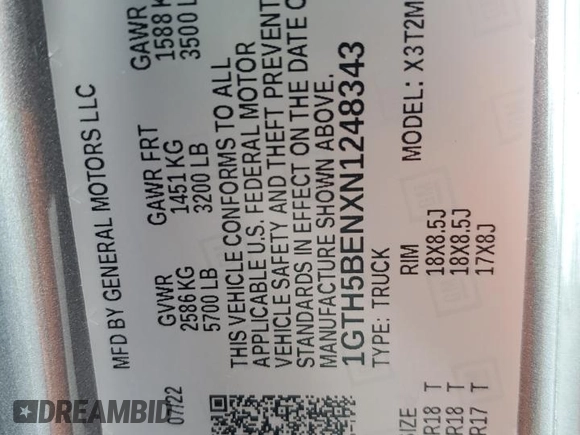 MFD BY GENERAL MOTORS LLC
07/22
GVWR
2586 KG
5700 LB
GAWR FRT
1451 KG
3200 LB
GAWR
1588 K
3500 L
THIS VEHICLE CONFORMS TO ALL
APPLICABLE U.S. FEDERAL MOTOR
VEHICLE SAFETY AND THEFT PREVENT
STANDARDS IN EFFECT ON THE DATE O
MANUFACTURE SHOWN ABOVE.
1GTH5BENXN1248343
TYPE: TRUCK
MODEL: X3T2M
SIZE
RIM
R18 T
18X8.5J
R18 T
18X8.5J
R17 T
17X8J
DREAMBID